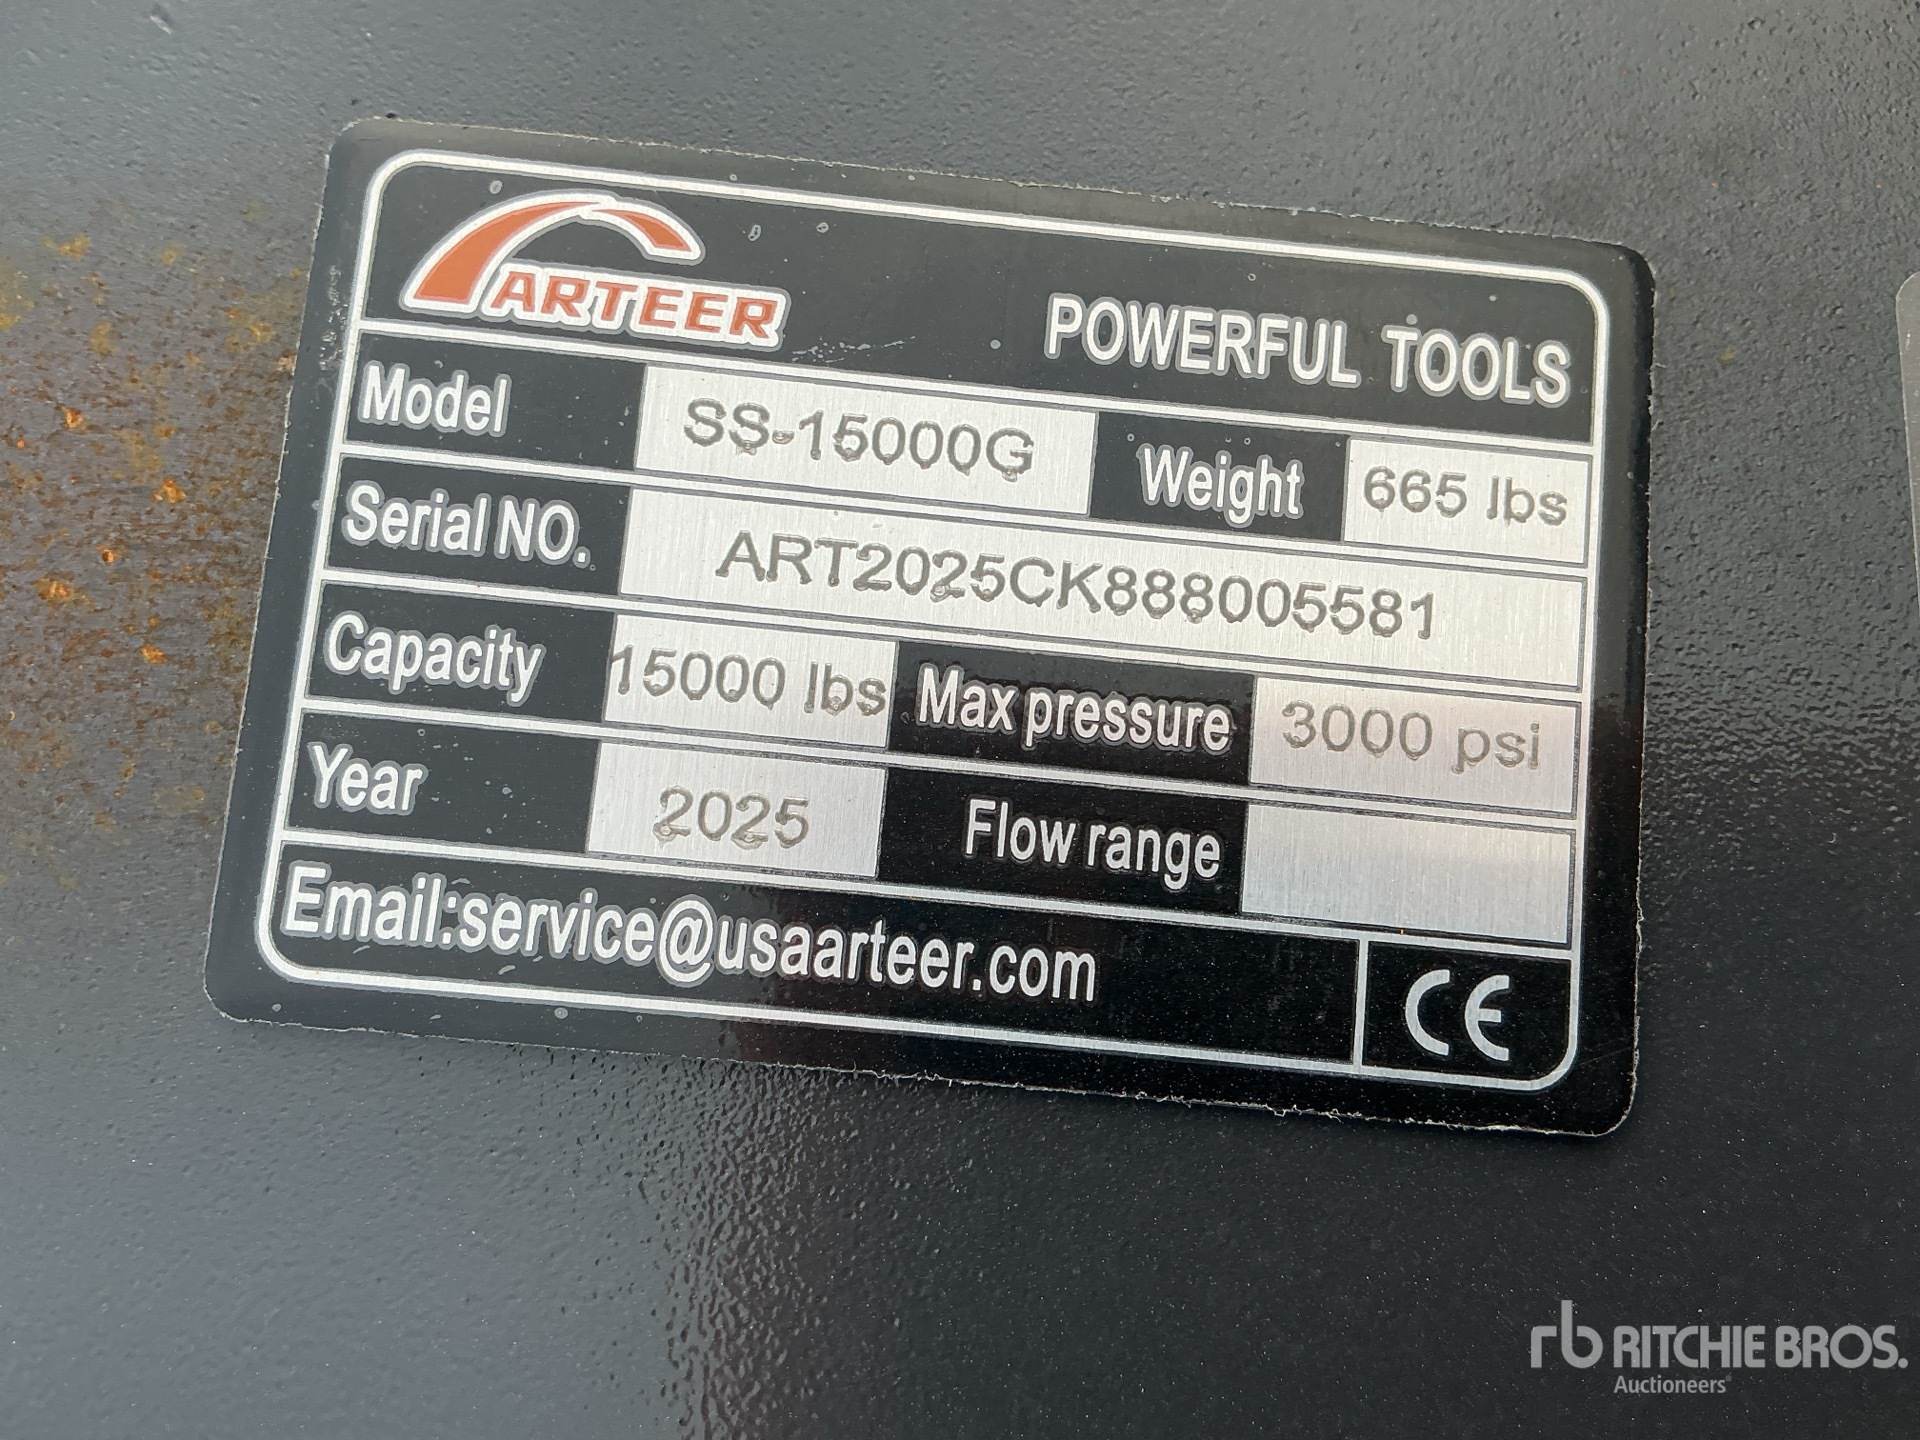 ARTEER
POWERFUL TOOLS
Model SS-15000G Weight 665 lbs
Serial NO. ART2025CK888005581
Capacity 15000 lbs Max pressure 3000 psi
Year 2025 Flow range
Email:service@usaarteer.com CE
rb RITCHIE BROS.
Auctioneers